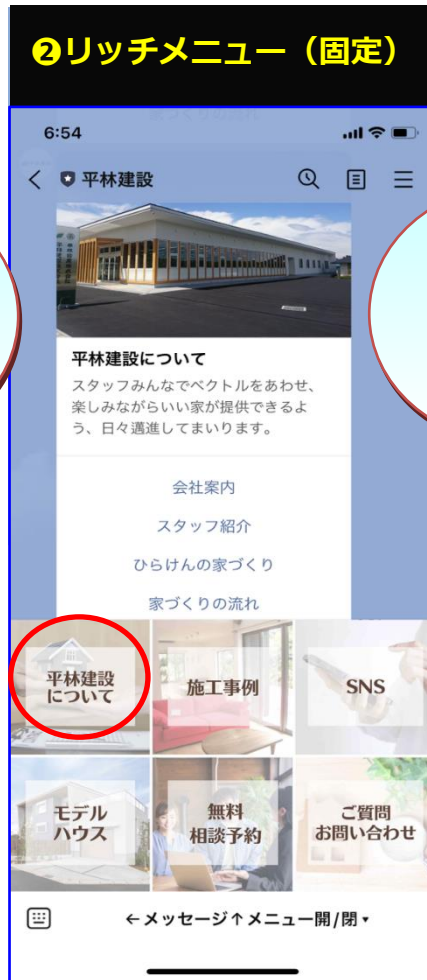 ❷リッチメニュー（固定）
6:54
平林建設
平林建設について
スタッフみんなでベクトルをあわせ、
楽しみながらいい家が提供できるよ
う、日々邁進してまいります。
会社案内
スタッフ紹介
ひらけんの家づくり
家づくりの流れ
平林建設
について
施工事例
SNS
モデル
ハウス
無料
相談予約
ご質問
お問い合わせ
←メッセージ↑メニュー開/閉▾